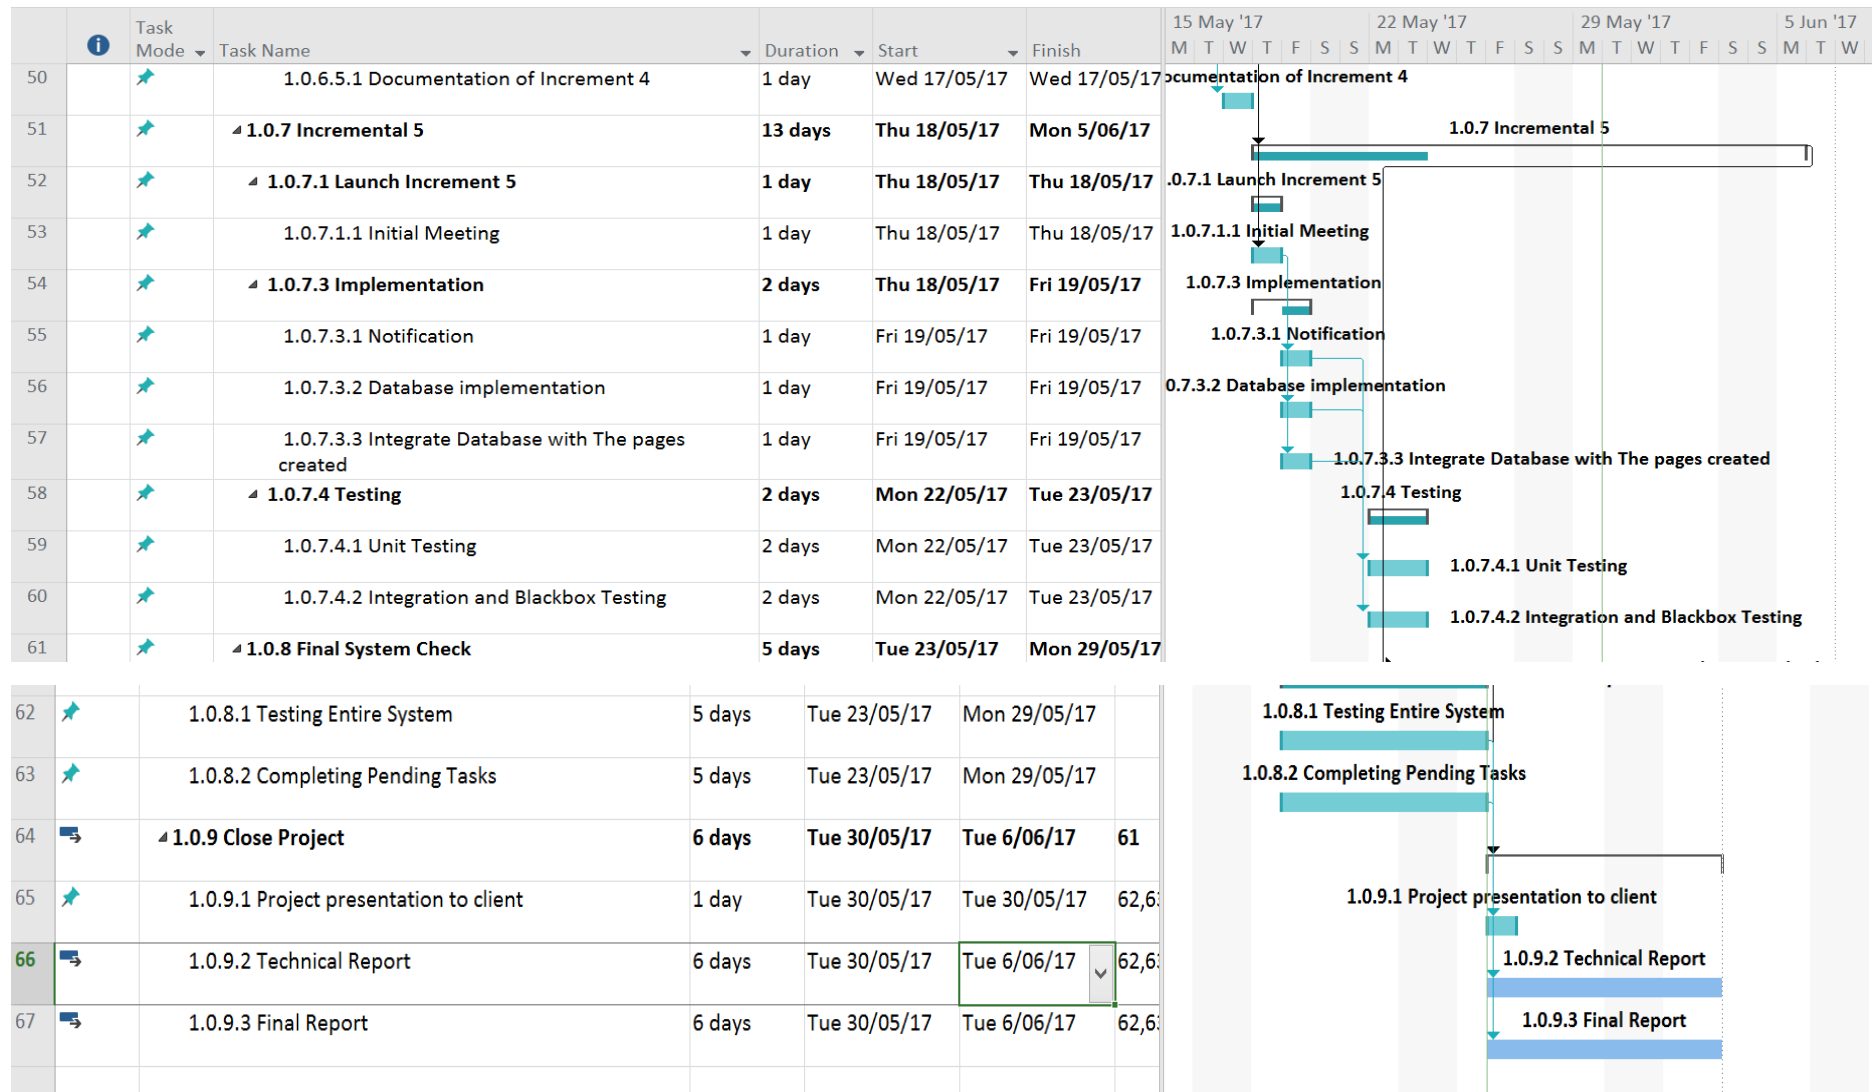 Task
Mode Task Name Duration Start Finish
15 May '17 22 May '17 29 May '17 5 Jun '17
M T W T F S S M T W T F S S M T W T F S S M T W
50 1.0.6.5.1 Documentation of Increment 4 1 day Wed 17/05/17 Wed 17/05/17
ocumentation of Increment 4
51 1.0.7 Incremental 5 13 days Thu 18/05/17 Mon 5/06/17
1.0.7 Incremental 5
52 1.0.7.1 Launch Increment 5 1 day Thu 18/05/17 Thu 18/05/17
.0.7.1 Launch Increment 5
53 1.0.7.1.1 Initial Meeting 1 day Thu 18/05/17 Thu 18/05/17
1.0.7.1.1 Initial Meeting
54 1.0.7.3 Implementation 2 days Thu 18/05/17 Fri 19/05/17
1.0.7.3 Implementation
55 1.0.7.3.1 Notification 1 day Fri 19/05/17 Fri 19/05/17
1.0.7.3.1 Notification
56 1.0.7.3.2 Database implementation 1 day Fri 19/05/17 Fri 19/05/17
0.7.3.2 Database implementation
57 1.0.7.3.3 Integrate Database with The pages 1 day Fri 19/05/17 Fri 19/05/17
created
1.0.7.3.3 Integrate Database with The pages created
58 1.0.7.4 Testing 2 days Mon 22/05/17 Tue 23/05/17
1.0.7.4 Testing
59 1.0.7.4.1 Unit Testing 2 days Mon 22/05/17 Tue 23/05/17
1.0.7.4.1 Unit Testing
60 1.0.7.4.2 Integration and Blackbox Testing 2 days Mon 22/05/17 Tue 23/05/17
1.0.7.4.2 Integration and Blackbox Testing
61 1.0.8 Final System Check 5 days Tue 23/05/17 Mon 29/05/17
62 1.0.8.1 Testing Entire System 5 days Tue 23/05/17 Mon 29/05/17
1.0.8.1 Testing Entire System
63 1.0.8.2 Completing Pending Tasks 5 days Tue 23/05/17 Mon 29/05/17
1.0.8.2 Completing Pending Tasks
64 1.0.9 Close Project 6 days Tue 30/05/17 Tue 6/06/17 61
65 1.0.9.1 Project presentation to client 1 day Tue 30/05/17 Tue 30/05/17 62,63
1.0.9.1 Project presentation to client
66 1.0.9.2 Technical Report 6 days Tue 30/05/17 Tue 6/06/17 62,63
1.0.9.2 Technical Report
67 1.0.9.3 Final Report 6 days Tue 30/05/17 Tue 6/06/17 62,63
1.0.9.3 Final Report